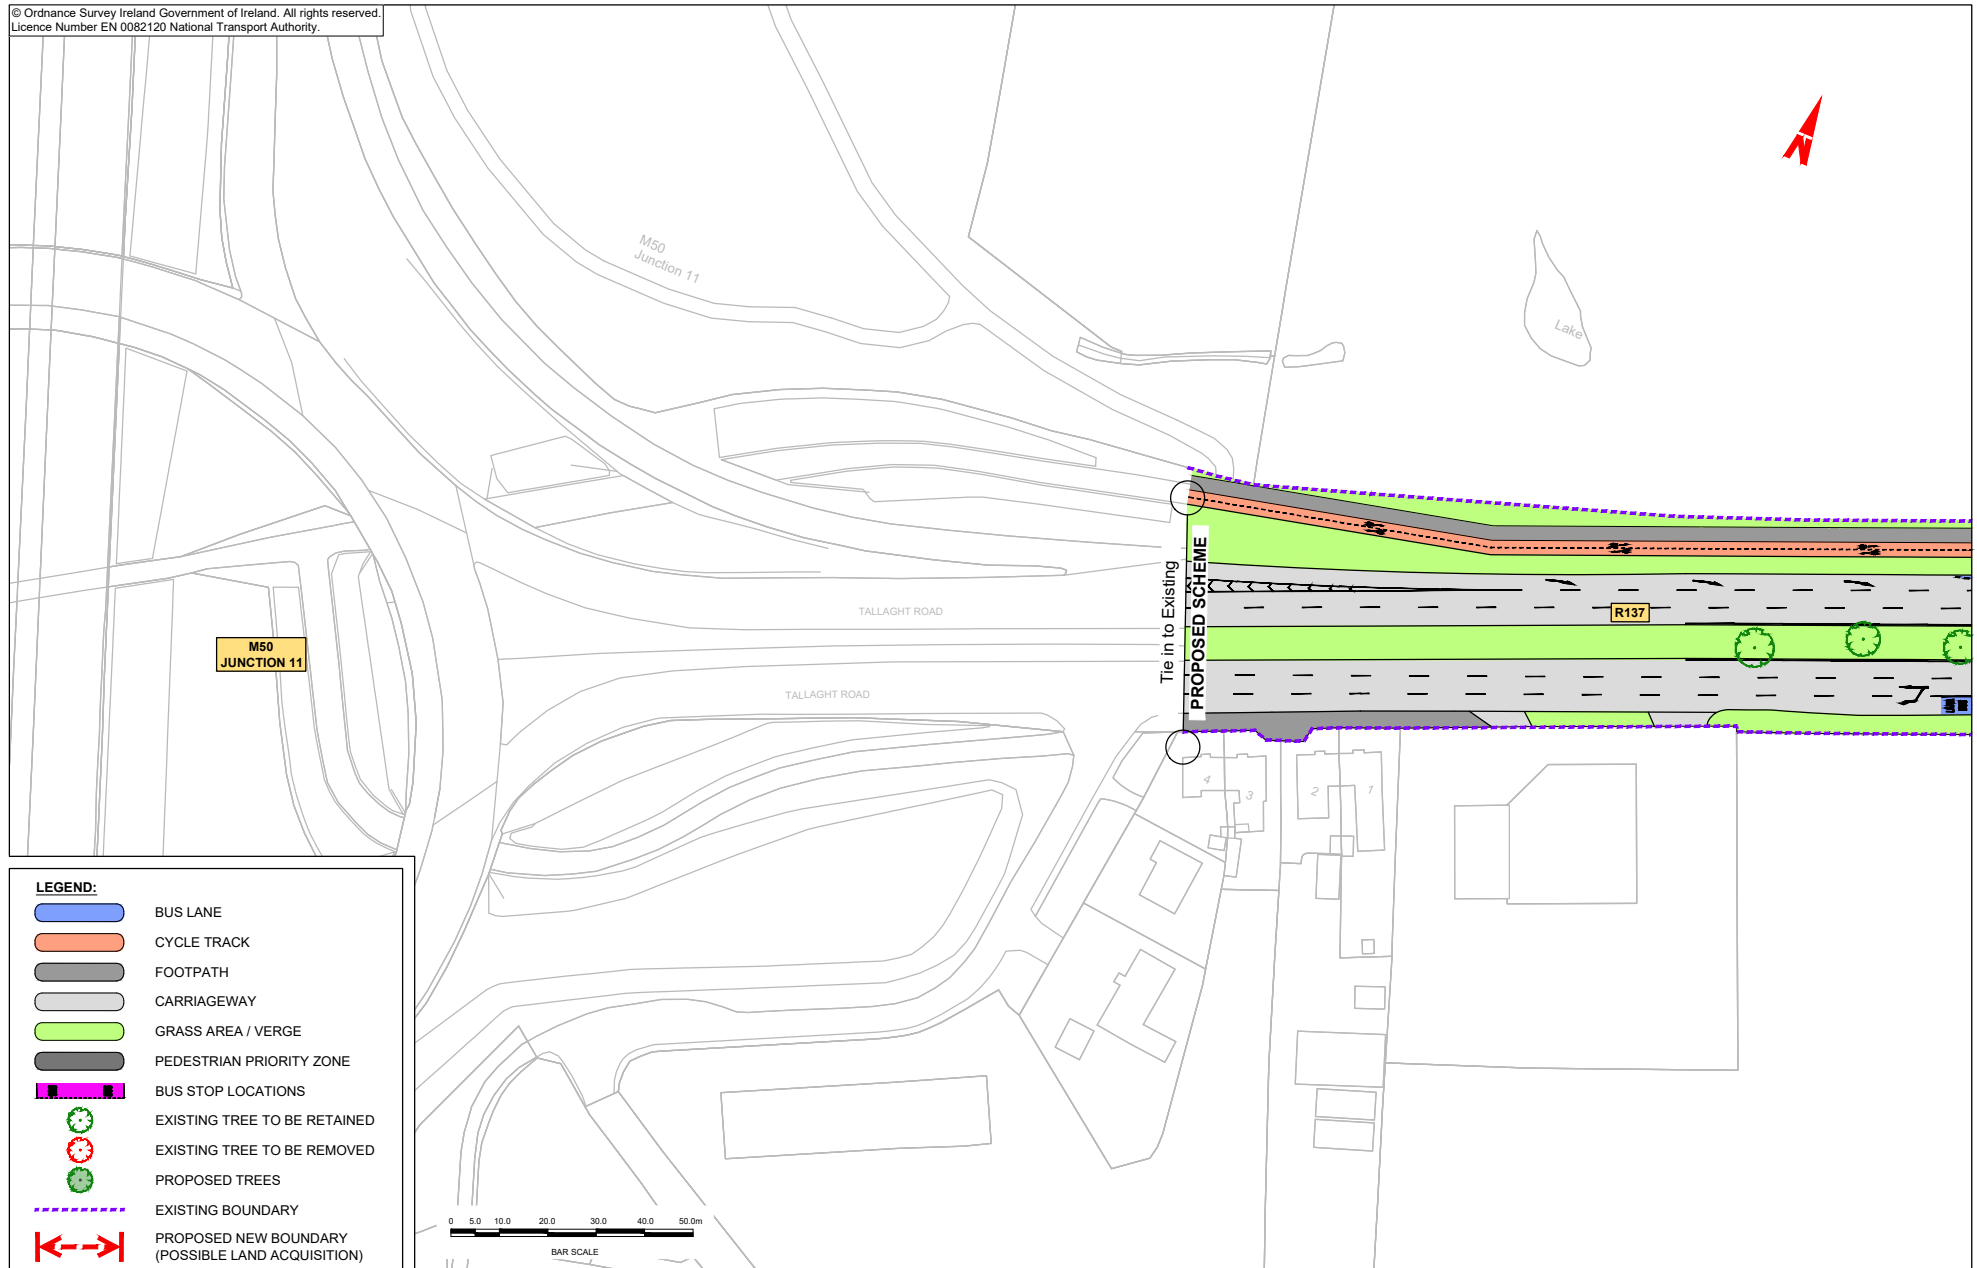 © Ordnance Survey Ireland Government of Ireland. All rights reserved.
Licence Number EN 0082120 National Transport Authority.
M50
Junction 11
N
Lake
TALLAGHT ROAD
R137
M50
JUNCTION 11
TALLAGHT ROAD
Tie in to Existing
PROPOSED SCHEME
4
3
2
1
LEGEND:
BUS LANE
CYCLE TRACK
FOOTPATH
CARRIAGEWAY
GRASS AREA / VERGE
PEDESTRIAN PRIORITY ZONE
BUS STOP LOCATIONS
EXISTING TREE TO BE RETAINED
EXISTING TREE TO BE REMOVED
PROPOSED TREES
EXISTING BOUNDARY
PROPOSED NEW BOUNDARY
(POSSIBLE LAND ACQUISITION)
0 5.0 10.0 20.0 30.0 40.0 50.0m
BAR SCALE